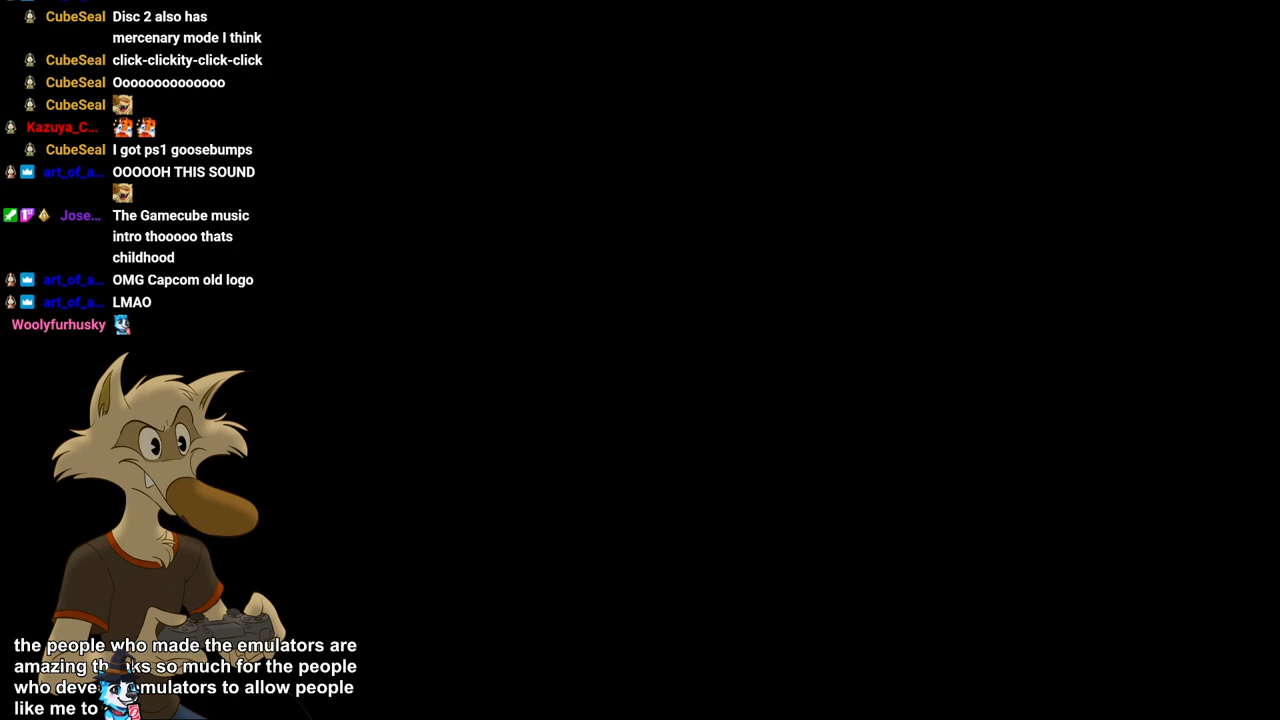 CubeSeal Disc 2 also has
mercenary mode I think
CubeSeal click-clickity-click-click
CubeSeal Ooooooooooooooo
CubeSeal
Kazuya_C...
CubeSeal I got ps1 goosebumps
art_of_a... OOOOOH THIS SOUND
Jose... The Gamecube music
intro thooooo thats
childhood
art_of_a... OMG Capcom old logo
art_of_a... LMAO
Woolyfurhusky
the people who made the emulators are
amazing so much for the people
who to allow people
like me to